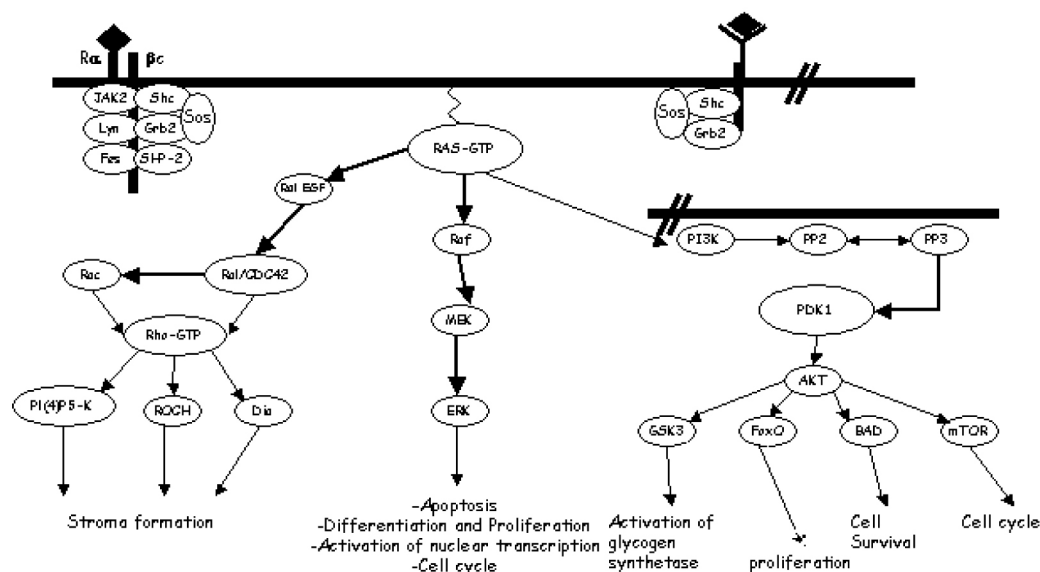 Rα βc
JAK2 Shc
Sos
Lyn Grb2
Fes SHP-2
Sos Shc
Grb2
RAS-GTP
Ral EGF
Raf
PI3K PP2 PP3
Rac Ral/CDC42
MEK
PDK1
Rho-GTP
AKT
PI(4)P5-K ROCH Dia ERK
GSK3 FoxO BAD mTOR
Stroma formation
-Apoptosis
-Differentiation and Proliferation
-Activation of nuclear transcription
-Cell cycle
Activation of
glycogen
synthetase
proliferation
Cell
Survival
Cell cycle